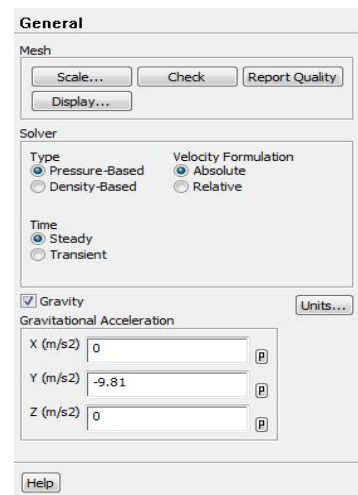 General
Mesh
Scale... Check Report Quality
Display...
Solver
Type Velocity Formulation
Pressure-Based Absolute
Density-Based Relative
Time
Steady
Transient
Gravity Units...
Gravitational Acceleration
X (m/s2) 0 P
Y (m/s2) -9.81 P
Z (m/s2) 0 P
Help